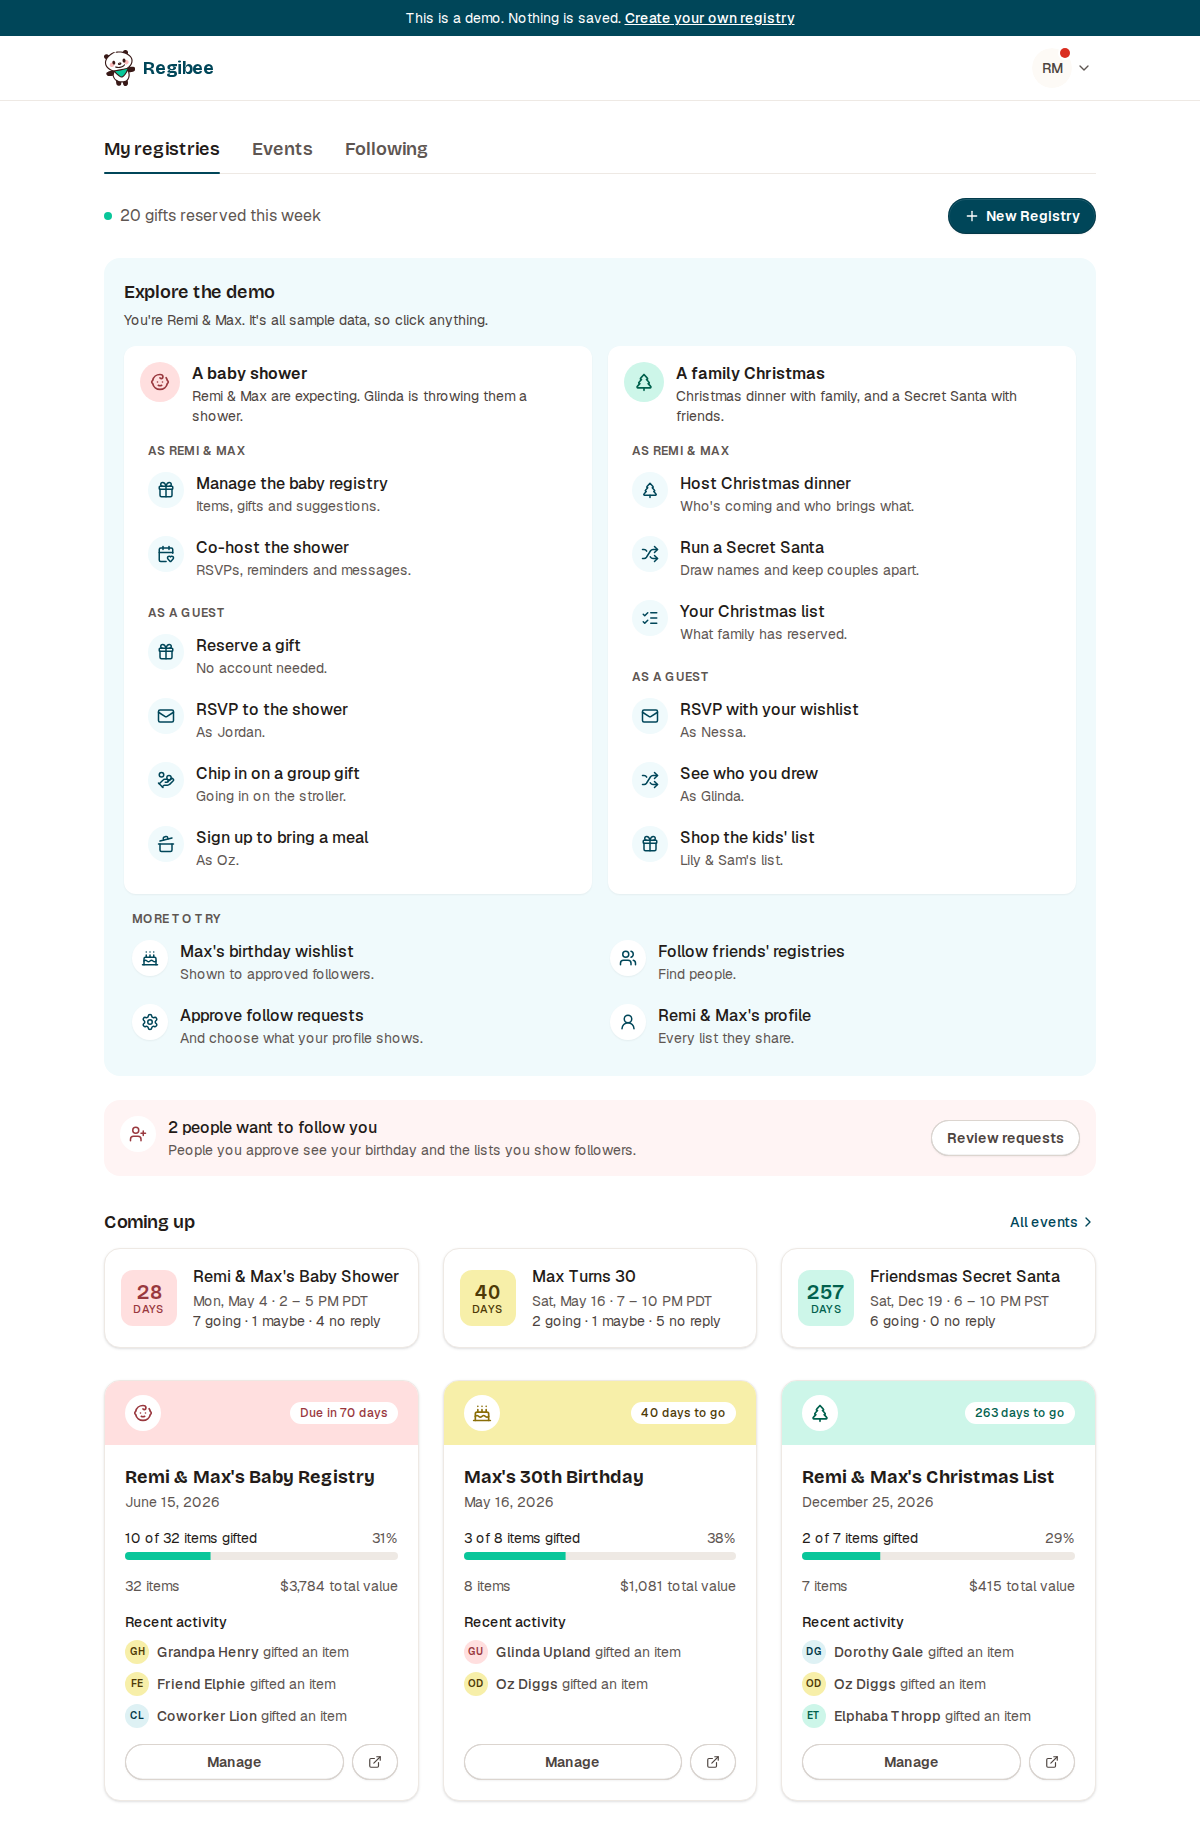 This is a demo. Nothing is saved. Create your own registry
Regibee
RM
My registries
Events
Following
20 gifts reserved this week
New Registry
Explore the demo
You're Remi & Max. It's all sample data, so click anything.
A baby shower
Remi & Max are expecting. Glinda is throwing them a
shower.
AS REMI & MAX
Manage the baby registry
Items, gifts and suggestions.
Co-host the shower
RSVPs, reminders and messages.
AS A GUEST
Reserve a gift
No account needed.
RSVP to the shower
As Jordan.
Chip in on a group gift
Going in on the stroller.
Sign up to bring a meal
As Oz.
A family Christmas
Christmas dinner with family, and a Secret Santa with
friends.
AS REMI & MAX
Host Christmas dinner
Who's coming and who brings what.
Run a Secret Santa
Draw names and keep couples apart.
Your Christmas list
What family has reserved.
AS A GUEST
RSVP with your wishlist
As Nessa.
See who you drew
As Glinda.
Shop the kids' list
Lily & Sam's list.
MORE TO TRY
Max's birthday wishlist
Shown to approved followers.
Follow friends' registries
Find people.
Approve follow requests
And choose what your profile shows.
Remi & Max's profile
Every list they share.
2 people want to follow you
People you approve see your birthday and the lists you show followers.
Review requests
Coming up
All events
28
DAYS
Remi & Max's Baby Shower
Mon, May 4 · 2 – 5 PM PDT
7 going · 1 maybe · 4 no reply
40
DAYS
Max Turns 30
Sat, May 16 · 7 – 10 PM PDT
2 going · 1 maybe · 5 no reply
257
DAYS
Friendsmas Secret Santa
Sat, Dec 19 · 6 – 10 PM PST
6 going · 0 no reply
Due in 70 days
Remi & Max's Baby Registry
June 15, 2026
10 of 32 items gifted
31%
32 items
$3,784 total value
Recent activity
GH
Grandpa Henry gifted an item
FE
Friend Elphie gifted an item
CL
Coworker Lion gifted an item
Manage
40 days to go
Max's 30th Birthday
May 16, 2026
3 of 8 items gifted
38%
8 items
$1,081 total value
Recent activity
GU
Glinda Upland gifted an item
OD
Oz Diggs gifted an item
Manage
263 days to go
Remi & Max's Christmas List
December 25, 2026
2 of 7 items gifted
29%
7 items
$415 total value
Recent activity
DG
Dorothy Gale gifted an item
OD
Oz Diggs gifted an item
ET
Elphaba Thropp gifted an item
Manage